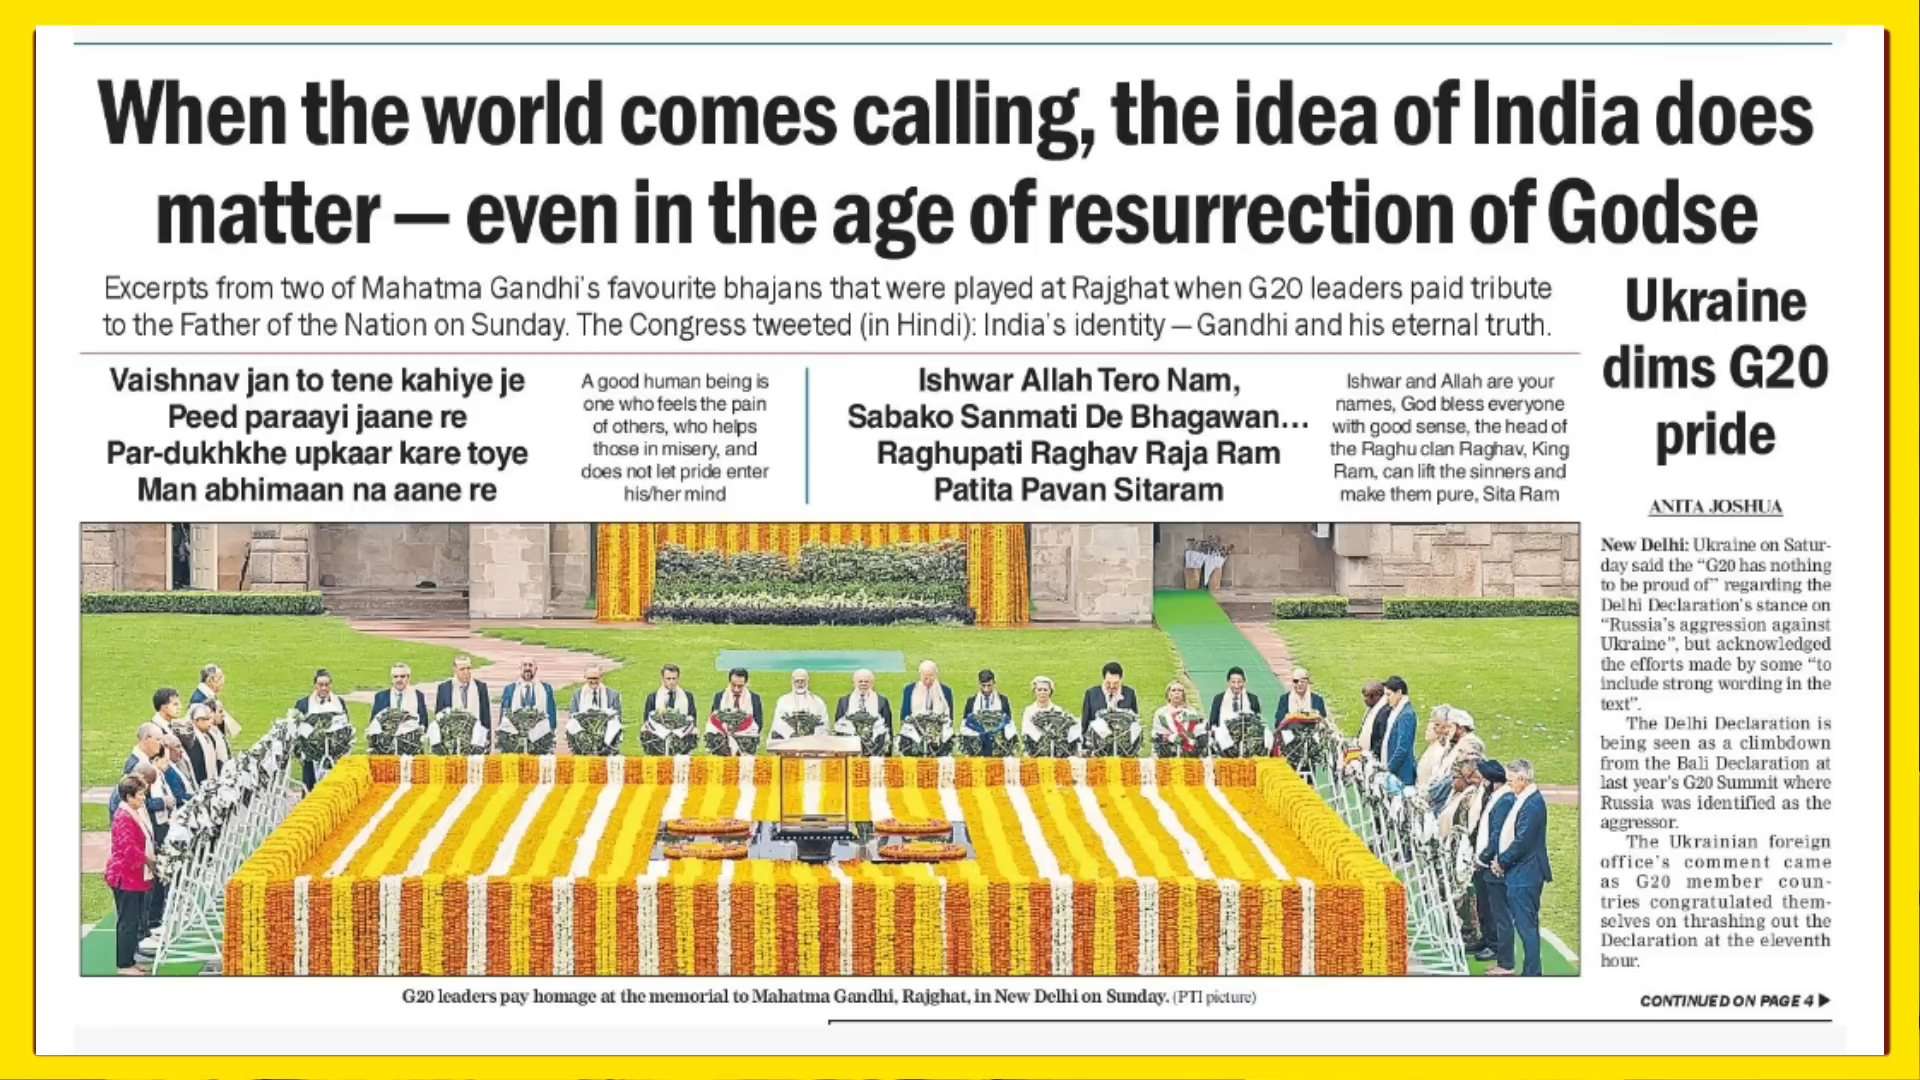 When the world comes calling, the idea of India does
matter — even in the age of resurrection of Godse
Excerpts from two of Mahatma Gandhi's favourite bhajans that were played at Rajghat when G20 leaders paid tribute
to the Father of the Nation on Sunday. The Congress tweeted (in Hindi): India's identity — Gandhi and his eternal truth.
Vaishnav jan to tene kahiye je
Peed paraayi jaane re
Par-dukhkhe upkaar kare toye
Man abhimaan na aane re
A good human being is
one who feels the pain
of others, who helps
those in misery, and
does not let pride enter
his/her mind
Ishwar Allah Tero Nam,
Sabako Sanmati De Bhagawan...
Raghupati Raghav Raja Ram
Patita Pavan Sitaram
Ishwar and Allah are your
names, God bless everyone
with good sense, the head of
the Raghu clan Raghav, King
Ram, can lift the sinners and
make them pure, Sita Ram
G20 leaders pay homage at the memorial to Mahatma Gandhi, Rajghat, in New Delhi on Sunday. (PTI picture)
Ukraine
dims G20
pride
ANITA JOSHUA
New Delhi: Ukraine on Satur-
day said the “G20 has nothing
to be proud of” regarding the
Delhi Declaration's stance on
“Russia's aggression against
Ukraine”, but acknowledged
the efforts made by some “to
include strong wording in the
text”.
The Delhi Declaration is
being seen as a climbdown
from the Bali Declaration at
last year's G20 Summit where
Russia was identified as the
aggressor.
The Ukrainian foreign
office's comment came
as G20 member coun-
tries congratulated them-
selves on thrashing out the
Declaration at the eleventh
hour.
CONTINUED ON PAGE 4 ▶